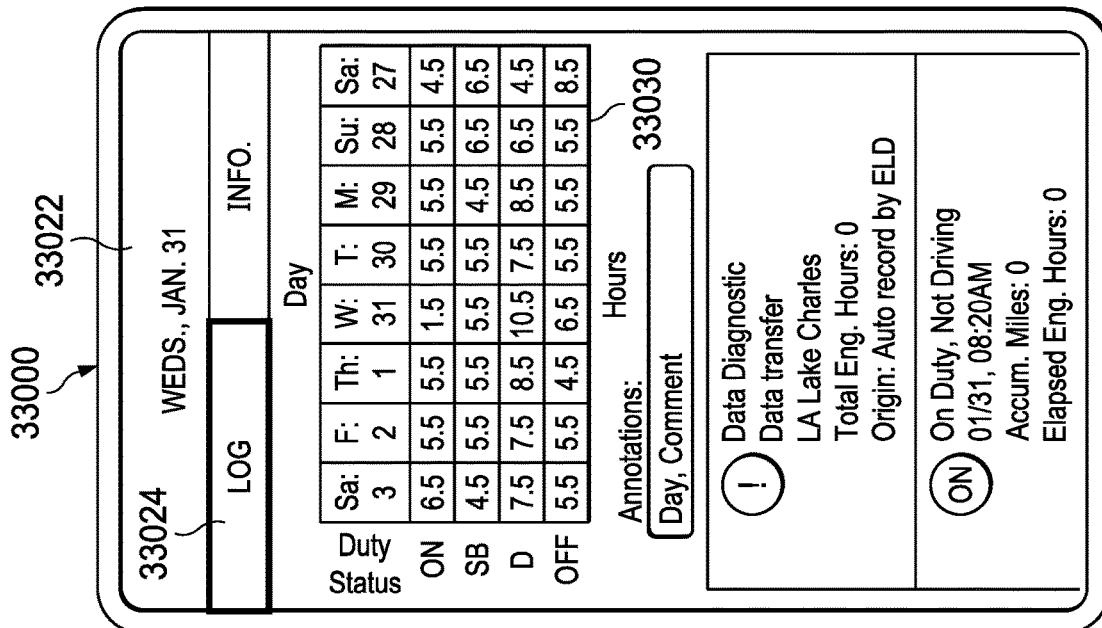 33000
33022
33024
WEDS., JAN. 31
LOG INFO.
Day
Duty Sa: F: Th: W: T: M: Su: Sa:
Status 3 2 1 31 30 29 28 27
ON 6.5 5.5 5.5 1.5 5.5 5.5 5.5 4.5
SB 4.5 5.5 5.5 5.5 5.5 4.5 6.5 6.5
D 7.5 7.5 8.5 10.5 7.5 8.5 6.5 4.5
OFF 5.5 5.5 4.5 6.5 5.5 5.5 5.5 8.5
Hours
33030
Annotations:
Day, Comment
! Data Diagnostic
Data transfer
LA Lake Charles
Total Eng. Hours: 0
Origin: Auto record by ELD
ON On Duty, Not Driving
01/31, 08:20AM
Accum. Miles: 0
Elapsed Eng. Hours: 0